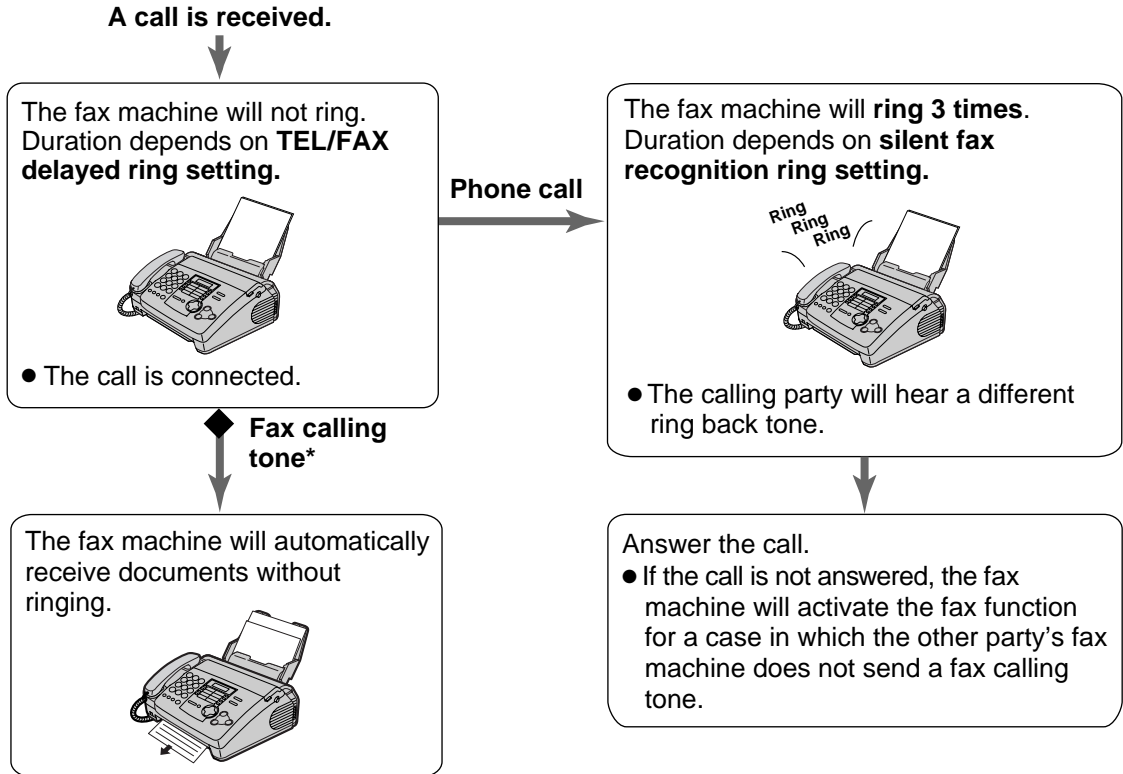 A call is received.
The fax machine will not ring.
Duration depends on TEL/FAX
delayed ring setting.
● The call is connected.
Phone call
The fax machine will ring 3 times.
Duration depends on silent fax
recognition ring setting.
Ring
Ring
Ring
● The calling party will hear a different
ring back tone.
Fax calling
tone*
The fax machine will automatically
receive documents without
ringing.
Answer the call.
● If the call is not answered, the fax
machine will activate the fax function
for a case in which the other party's fax
machine does not send a fax calling
tone.